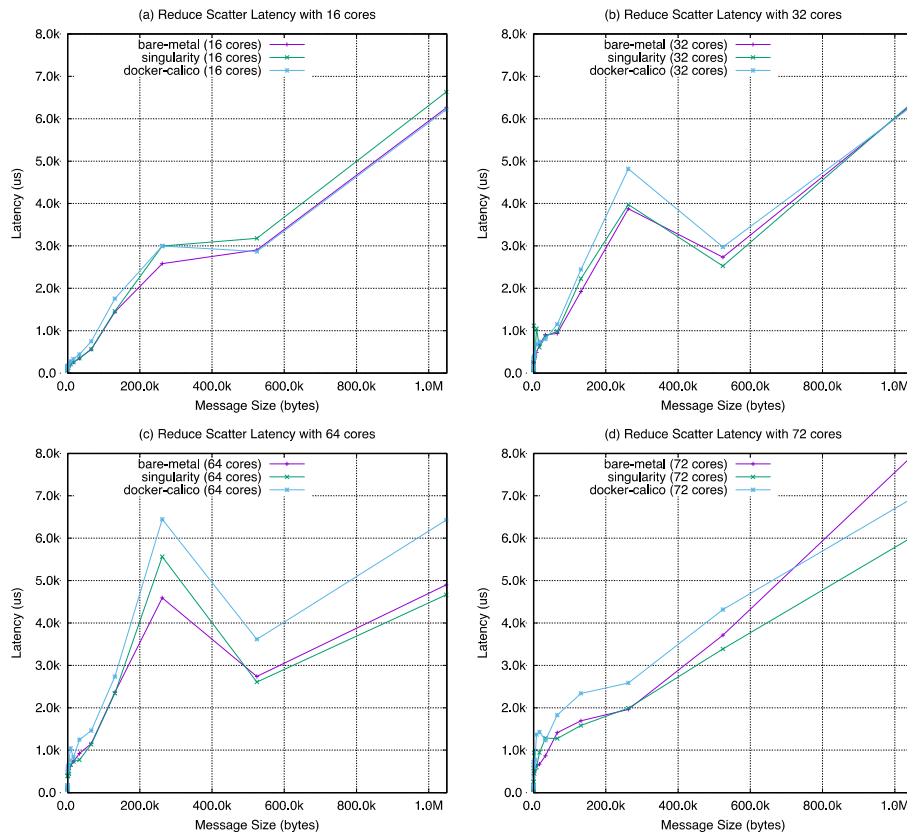 (a) Reduce Scatter Latency with 16 cores
8.0k
7.0k
6.0k
5.0k
4.0k
3.0k
2.0k
1.0k
0.0
Latency (us)
bare-metal (16 cores)
singularity (16 cores)
docker-calico (16 cores)
0.0 200.0k 400.0k 600.0k 800.0k 1.0M
Message Size (bytes)
(b) Reduce Scatter Latency with 32 cores
8.0k
7.0k
6.0k
5.0k
4.0k
3.0k
2.0k
1.0k
0.0
Latency (us)
bare-metal (32 cores)
singularity (32 cores)
docker-calico (32 cores)
0.0 200.0k 400.0k 600.0k 800.0k 1.0M
Message Size (bytes)
(c) Reduce Scatter Latency with 64 cores
8.0k
7.0k
6.0k
5.0k
4.0k
3.0k
2.0k
1.0k
0.0
Latency (us)
bare-metal (64 cores)
singularity (64 cores)
docker-calico (64 cores)
0.0 200.0k 400.0k 600.0k 800.0k 1.0M
Message Size (bytes)
(d) Reduce Scatter Latency with 72 cores
8.0k
7.0k
6.0k
5.0k
4.0k
3.0k
2.0k
1.0k
0.0
Latency (us)
bare-metal (72 cores)
singularity (72 cores)
docker-calico (72 cores)
0.0 200.0k 400.0k 600.0k 800.0k 1.0M
Message Size (bytes)